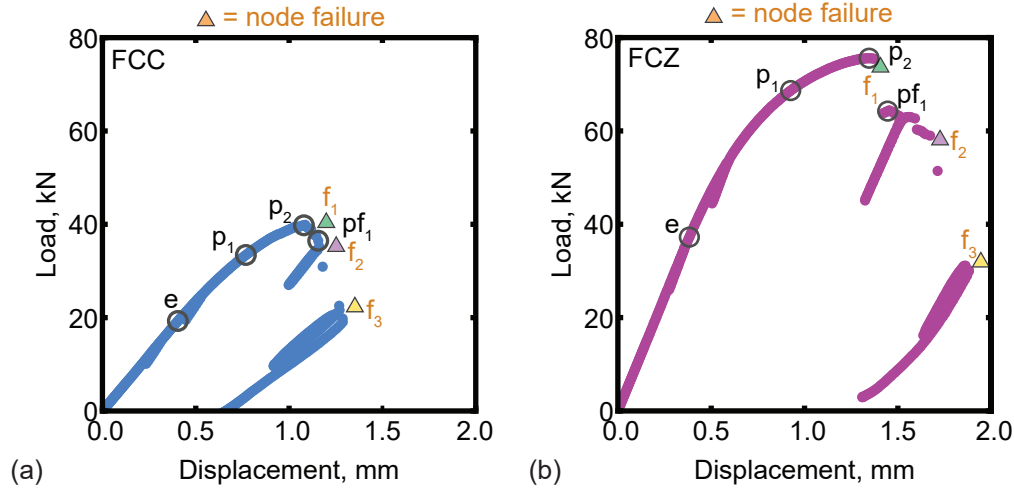 = node failure
FCC
80
60
40
20
0
Load, kN
e
p1
p2
f1
pf1
f2
f3
0.0 0.5 1.0 1.5 2.0
(a)
Displacement, mm
= node failure
FCZ
80
60
40
20
0
Load, kN
e
p1
p2
f1
pf1
f2
f3
0.0 0.5 1.0 1.5 2.0
(b)
Displacement, mm